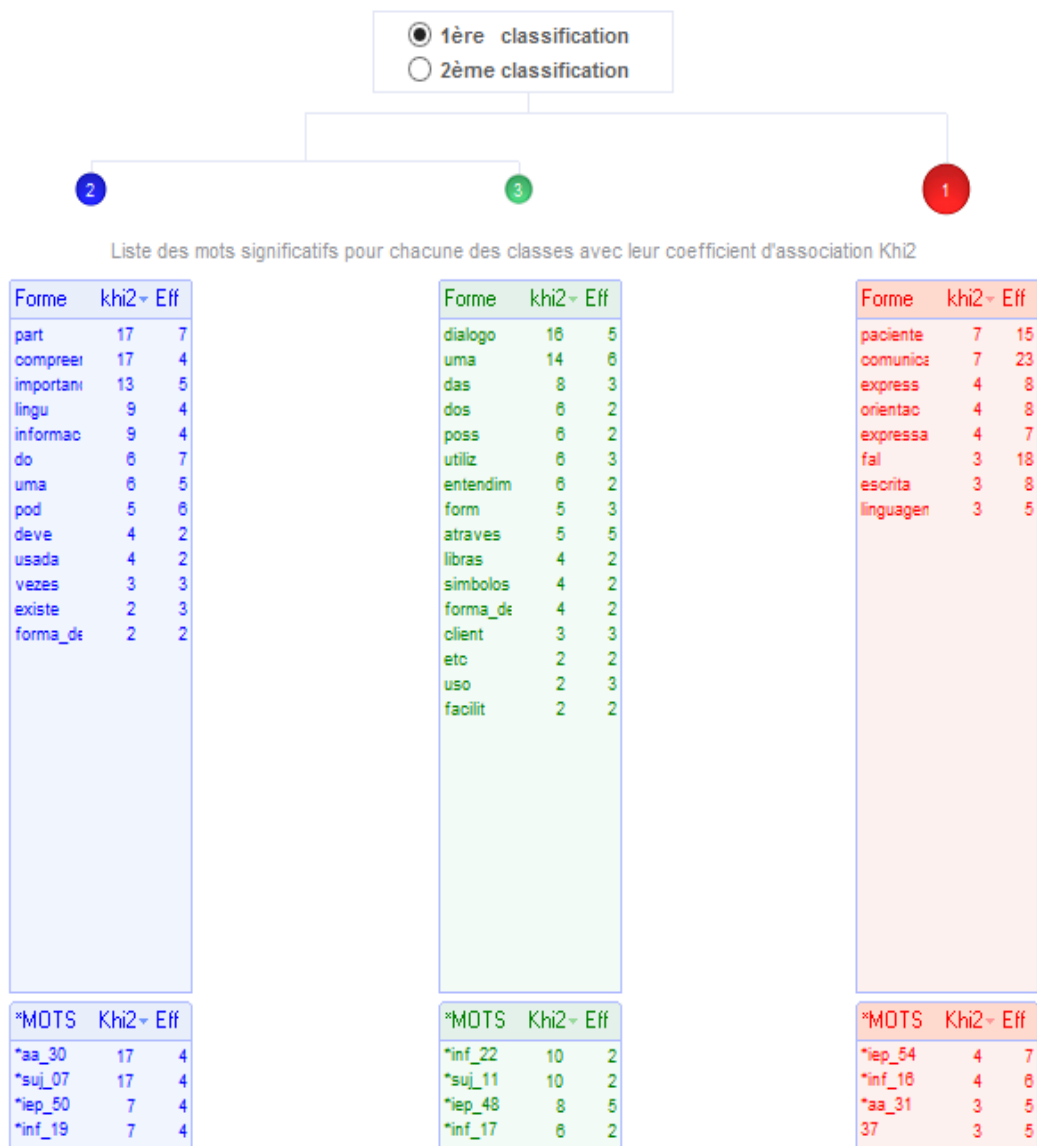 1ère classification
2ème classification
2
3
1
Liste des mots significatifs pour chacune des classes avec leur coefficient d'association Khi2
Forme khi2 Eff
part 17 7
compreer 17 4
importani 13 5
lingu 9 4
informac 9 4
do 6 7
uma 6 5
pod 5 6
deve 4 2
usada 4 2
vezes 3 3
existe 2 3
forma_de 2 2
Forme khi2 Eff
dialogo 16 5
uma 14 6
das 8 3
dos 6 2
poss 6 2
utiliz 6 3
entendim 6 2
form 5 3
atraves 5 5
libras 4 2
simbolos 4 2
forma_de 4 2
client 3 3
etc 2 2
uso 2 3
facilit 2 2
Forme khi2 Eff
paciente 7 15
comunica 7 23
express 4 8
orientac 4 8
expressa 4 7
fal 3 18
escrita 3 8
linguagen 3 5
*MOTS Khi2 Eff
*aa_30 17 4
*suj_07 17 4
*iep_50 7 4
*inf_19 7 4
*MOTS Khi2 Eff
*inf_22 10 2
*suj_11 10 2
*iep_48 8 5
*inf_17 6 2
*MOTS Khi2 Eff
*iep_54 4 7
*inf_16 4 6
*aa_31 3 5
37 3 5